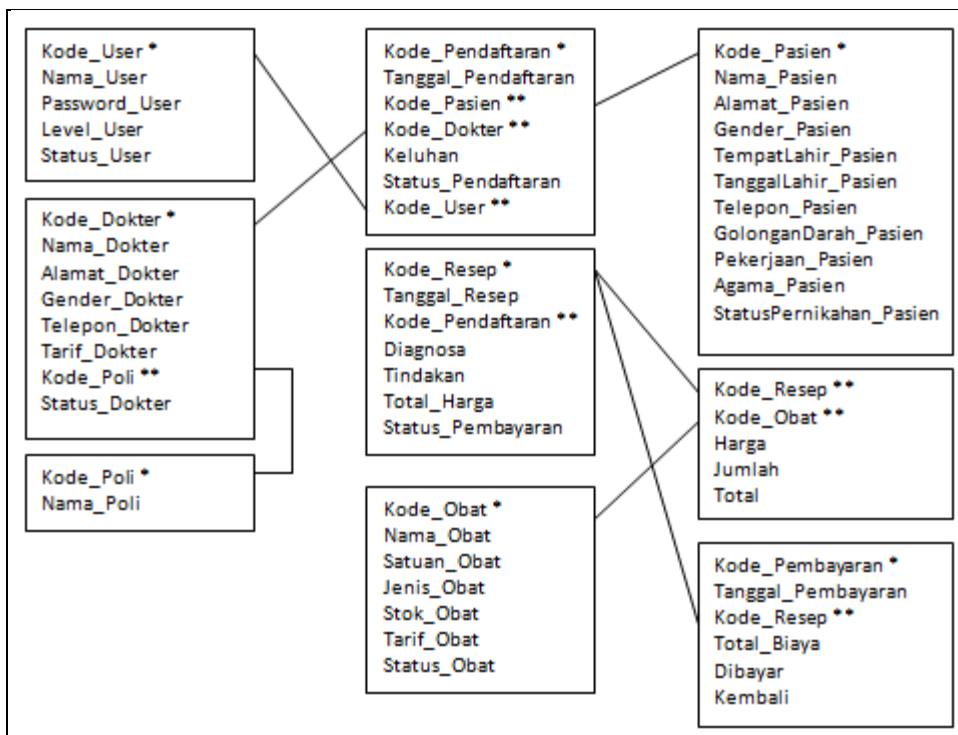 Kode_User *
Nama_User
Password_User
Level_User
Status_User
Kode_Dokter *
Nama_Dokter
Alamat_Dokter
Gender_Dokter
Telepon_Dokter
Tarif_Dokter
Kode_Poli **
Status_Dokter
Kode_Poli *
Nama_Poli
Kode_Pendaftaran *
Tanggal_Pendaftaran
Kode_Pasien **
Kode_Dokter **
Keluhan
Status_Pendaftaran
Kode_User **
Kode_Resep *
Tanggal_Resep
Kode_Pendaftaran **
Diagnosa
Tindakan
Total_Harga
Status_Pembayaran
Kode_Obat *
Nama_Obat
Satuan_Obat
Jenis_Obat
Stok_Obat
Tarif_Obat
Status_Obat
Kode_Pasien *
Nama_Pasien
Alamat_Pasien
Gender_Pasien
TempatLahir_Pasien
TanggalLahir_Pasien
Telepon_Pasien
GolonganDarah_Pasien
Pekerjaan_Pasien
Agama_Pasien
StatusPernikahan_Pasien
Kode_Resep **
Kode_Obat **
Harga
Jumlah
Total
Kode_Pembayaran *
Tanggal_Pembayaran
Kode_Resep **
Total_Biaya
Dibayar
Kembali